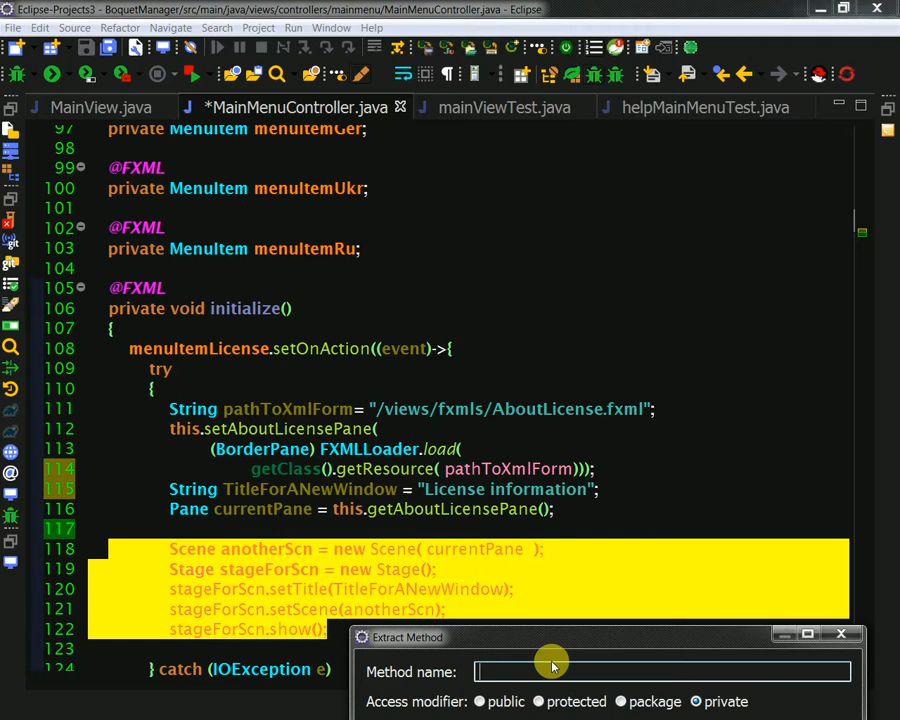 Eclipse-Projects3 - BoquetManager/src/main/java/views/controllers/mainmenu/MainMenuController.java - Eclipse
File Edit Source Refactor Navigate Search Project Run Window Help
MainView.java *MainMenuController.java mainViewTest.java helpMainMenuTest.java
97 private MenuItem menuItemGer;
98
99 @FXML
100 private MenuItem menuItemUkr;
101
102 @FXML
103 private MenuItem menuItemRu;
104
105 @FXML
106 private void initialize()
107 {
108 menuItemLicense.setOnAction((event)->{
109 try
110 {
111 String pathToXmlForm= "/views/fxmls/AboutLicense.fxml";
112 this.setAboutLicensePane(
113 (BorderPane) FXMLLoader.load(
114 getClass().getResource( pathToXmlForm)));
115 String TitleForANewWindow = "License information";
116 Pane currentPane = this.getAboutLicensePane();
117
118 Scene anotherScn = new Scene( currentPane );
119 Stage stageForScn = new Stage();
120 stageForScn.setTitle(TitleForANewWindow);
121 stageForScn.setScene(anotherScn);
122 stageForScn.show();
123
124 } catch (IOException e)
Extract Method
Method name:
Access modifier: public protected package private